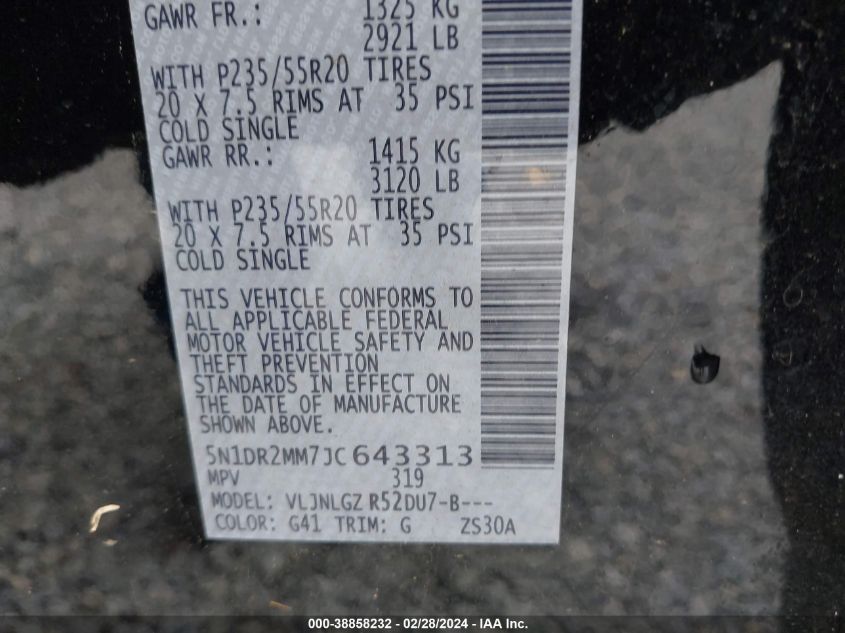 GAWR FR.: 1325 KG
2921 LB
WITH P235/55R20 TIRES
20 X 7.5 RIMS AT 35 PSI
COLD SINGLE
GAWR RR.: 1415 KG
3120 LB
WITH P235/55R20 TIRES
20 X 7.5 RIMS AT 35 PSI
COLD SINGLE
THIS VEHICLE CONFORMS TO
ALL APPLICABLE FEDERAL
MOTOR VEHICLE SAFETY AND
THEFT PREVENTION
STANDARDS IN EFFECT ON
THE DATE OF MANUFACTURE
SHOWN ABOVE.
5N1DR2MM7JC643313
MPV 319
MODEL: VLJNLGZ R52DU7-B---
COLOR: G41 TRIM: G ZS30A
000-38858232 - 02/28/2024 - IAA Inc.